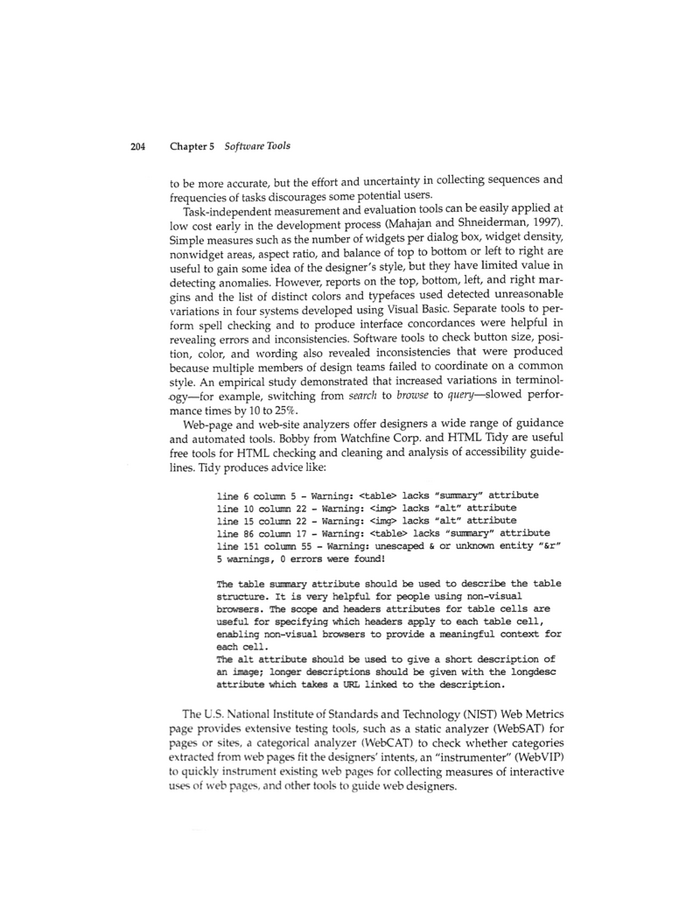 204 Chapter 5 Software Tools
to be more accurate, but the effort and uncertainty in collecting sequences and
frequencies of tasks discourages some potential users.
Task-independent measurement and evaluation tools can be easily applied at
low cost early in the development process (Mahajan and Shneiderman, 1997).
Simple measures such as the number of widgets per dialog box, widget density,
nonwidget areas, aspect ratio, and balance of top to bottom or left to right are
useful to gain some idea of the designer's style, but they have limited value in
detecting anomalies. However, reports on the top, bottom, left, and right mar-
gins and the list of distinct colors and typefaces used detected unreasonable
variations in four systems developed using Visual Basic. Separate tools to per-
form spell checking and to produce interface concordances were helpful in
revealing errors and inconsistencies. Software tools to check button size, posi-
tion, color, and wording also revealed inconsistencies that were produced
because multiple members of design teams failed to coordinate on a common
style. An empirical study demonstrated that increased variations in terminol-
ogy—for example, switching from search to browse to query—slowed perfor-
mance times by 10 to 25%.
Web-page and web-site analyzers offer designers a wide range of guidance
and automated tools. Bobby from Watchfine Corp. and HTML Tidy are useful
free tools for HTML checking and cleaning and analysis of accessibility guide-
lines. Tidy produces advice like:
line 6 column 5 - Warning: <table> lacks "summary" attribute
line 10 column 22 - Warning: <img> lacks "alt" attribute
line 15 column 22 - Warning: <img> lacks "alt" attribute
line 86 column 17 - Warning: <table> lacks "summary" attribute
line 151 column 55 - Warning: unescaped & or unknown entity "&r"
5 warnings, 0 errors were found!
The table summary attribute should be used to describe the table
structure. It is very helpful for people using non-visual
browsers. The scope and headers attributes for table cells are
useful for specifying which headers apply to each table cell,
enabling non-visual browsers to provide a meaningful context for
each cell.
The alt attribute should be used to give a short description of
an image; longer descriptions should be given with the longdesc
attribute which takes a URL linked to the description.
The U.S. National Institute of Standards and Technology (NIST) Web Metrics
page provides extensive testing tools, such as a static analyzer (WebSAT) for
pages or sites, a categorical analyzer (WebCAT) to check whether categories
extracted from web pages fit the designers' intents, an "instrumenter" (WebVIP)
to quickly instrument existing web pages for collecting measures of interactive
uses of web pages, and other tools to guide web designers.